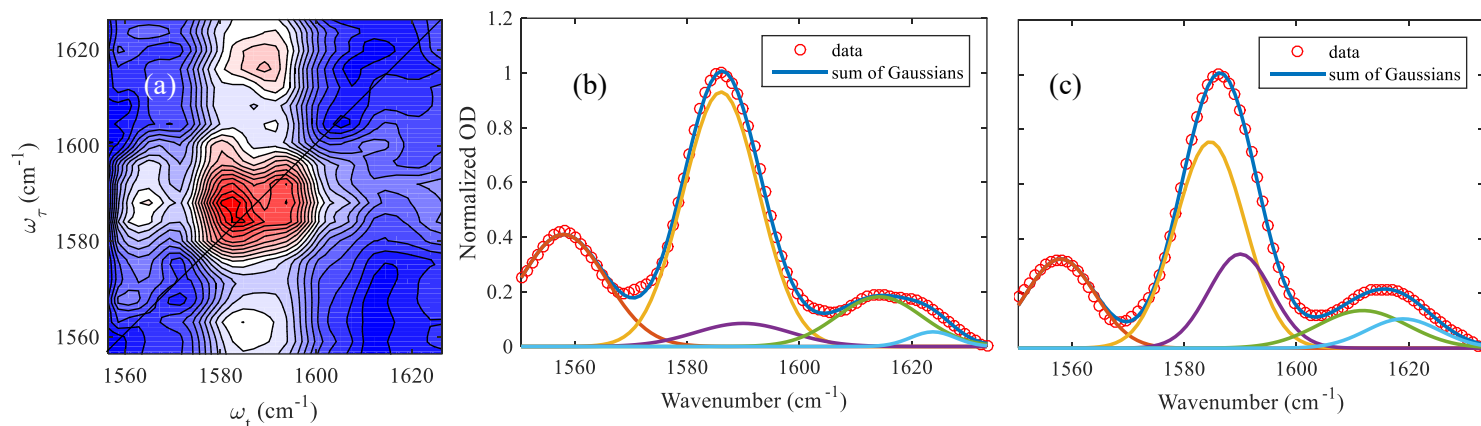 (a)
1620
1600
1580
1560
ω_τ (cm⁻¹)
1560 1580 1600 1620
ω_t (cm⁻¹)
(b)
data
sum of Gaussians
1
0.8
0.6
0.4
0.2
0
Normalized OD
1560 1580 1600 1620
Wavenumber (cm⁻¹)
(c)
data
sum of Gaussians
1560 1580 1600 1620
Wavenumber (cm⁻¹)